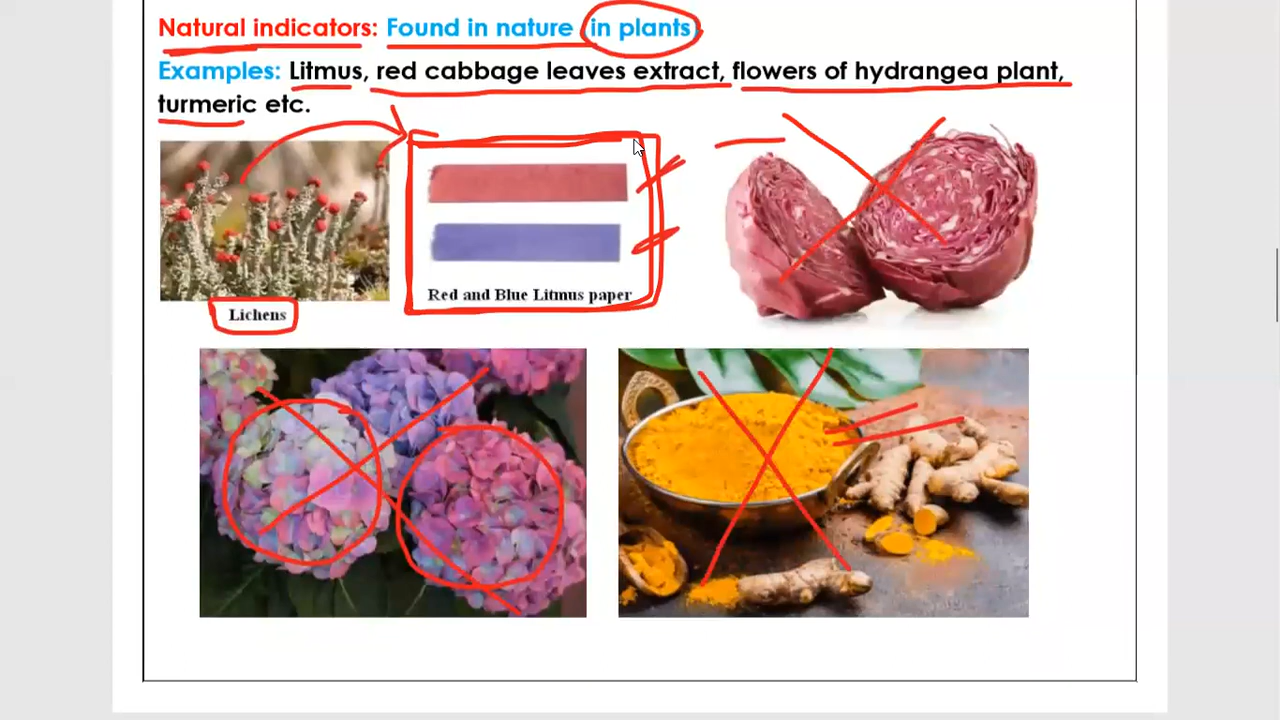 Natural indicators: Found in nature in plants
Examples: Litmus, red cabbage leaves extract, flowers of hydrangea plant,
turmeric etc.
Red and Blue Litmus paper
Lichens